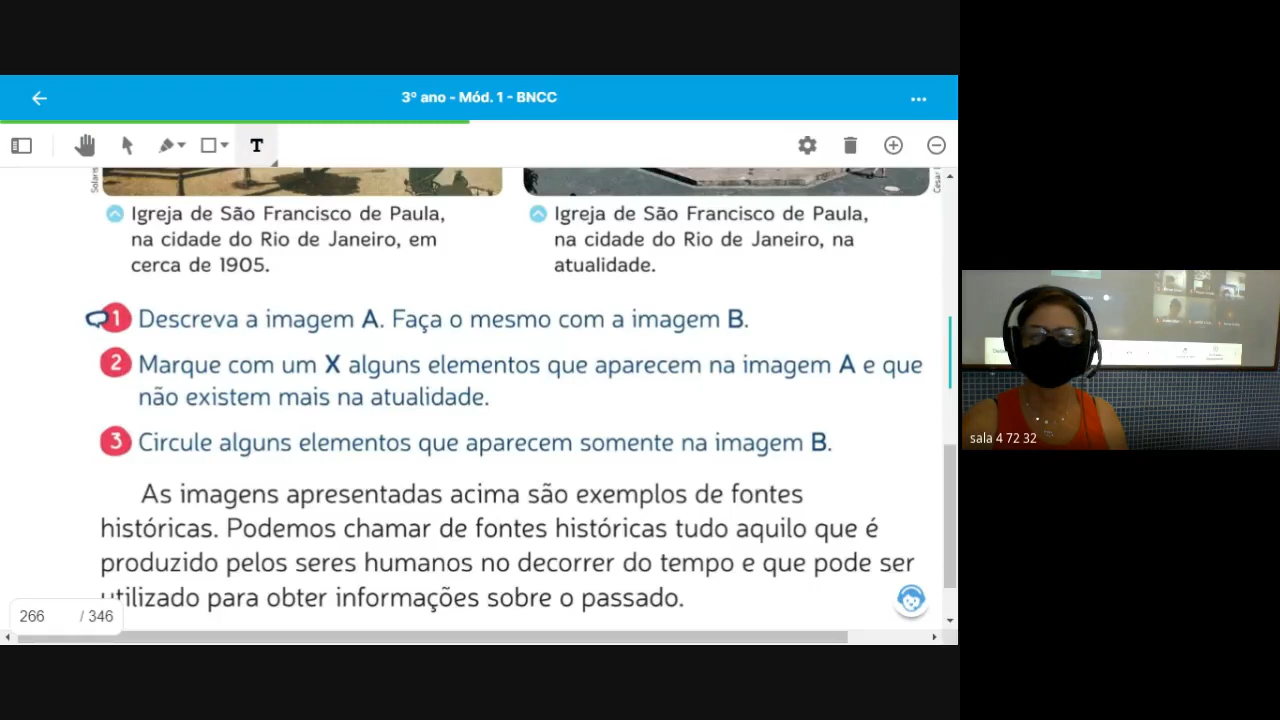 3º ano - Mód. 1 - BNCC
T
Igreja de São Francisco de Paula,
na cidade do Rio de Janeiro, em
cerca de 1905.
Igreja de São Francisco de Paula,
na cidade do Rio de Janeiro, na
atualidade.
1 Descreva a imagem A. Faça o mesmo com a imagem B.
2 Marque com um X alguns elementos que aparecem na imagem A e que
não existem mais na atualidade.
3 Circule alguns elementos que aparecem somente na imagem B.
As imagens apresentadas acima são exemplos de fontes
históricas. Podemos chamar de fontes históricas tudo aquilo que é
produzido pelos seres humanos no decorrer do tempo e que pode ser
utilizado para obter informações sobre o passado.
266 / 346
sala 4 72 32